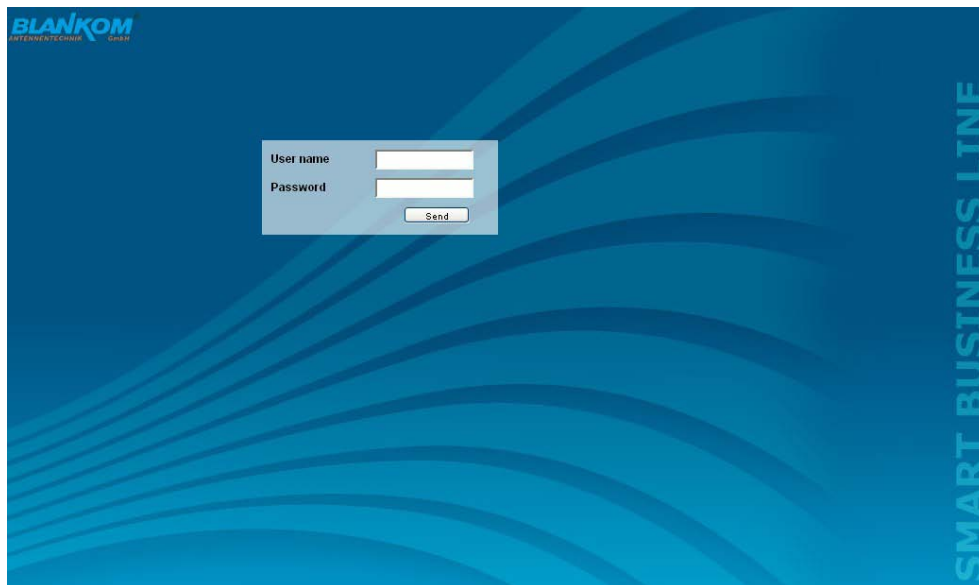 BLANKOM
ANTENNENTECHNIK GmbH
User name
Password
Send
SMART BUSINESS LINE